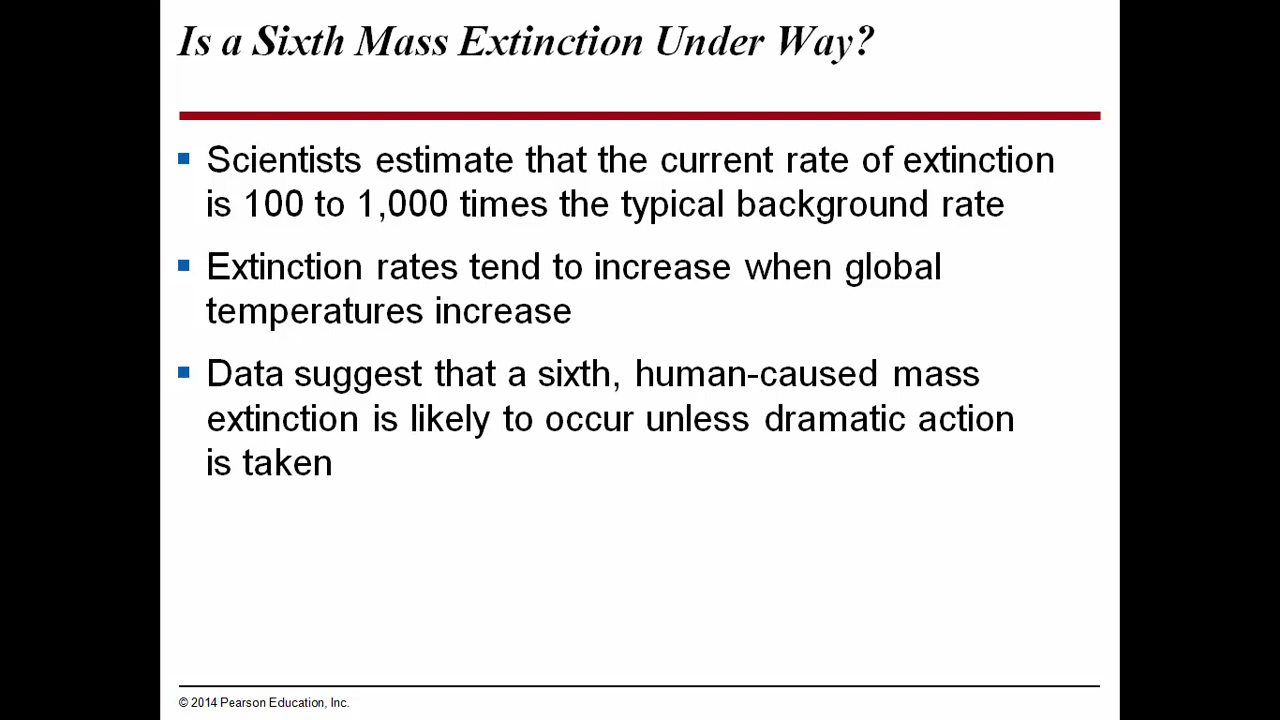 Is a Sixth Mass Extinction Under Way?
▪ Scientists estimate that the current rate of extinction
is 100 to 1,000 times the typical background rate
▪ Extinction rates tend to increase when global
temperatures increase
▪ Data suggest that a sixth, human-caused mass
extinction is likely to occur unless dramatic action
is taken
© 2014 Pearson Education, Inc.